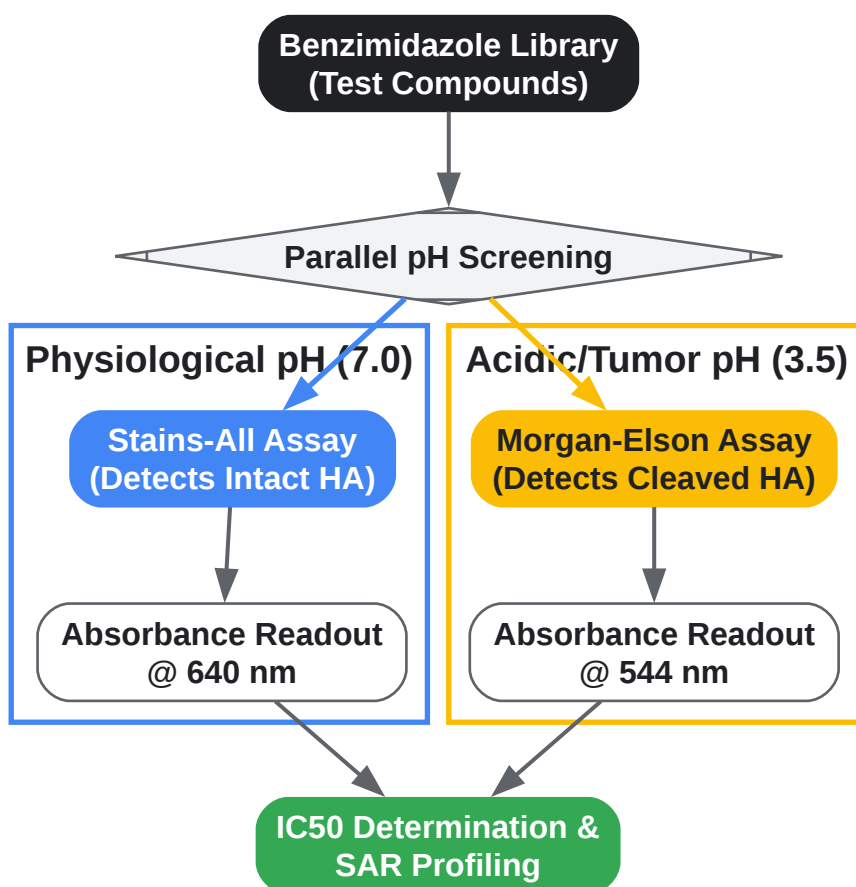 Benzimidazole Library
(Test Compounds)
Parallel pH Screening
Physiological pH (7.0)
Acidic/Tumor pH (3.5)
Stains-All Assay
(Detects Intact HA)
Morgan-Elson Assay
(Detects Cleaved HA)
Absorbance Readout
@ 640 nm
Absorbance Readout
@ 544 nm
IC50 Determination &
SAR Profiling